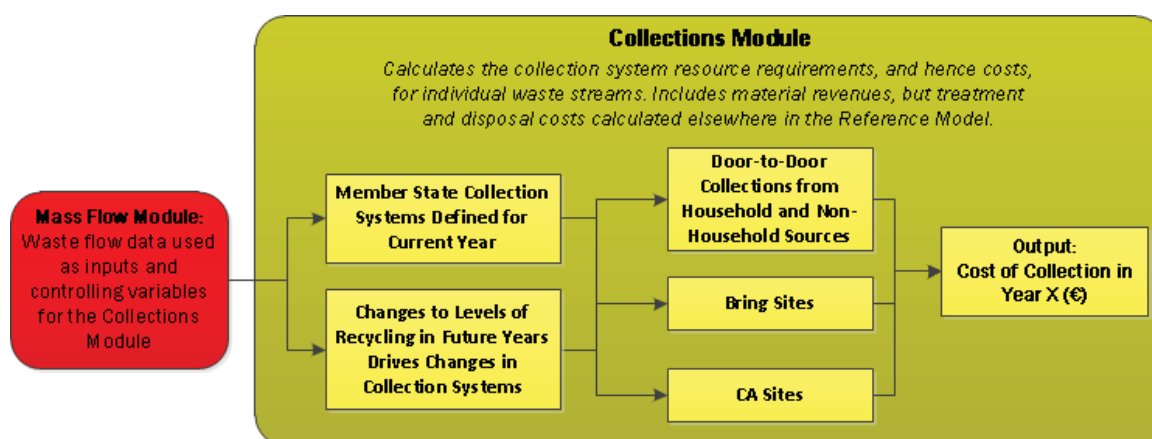 Collections Module
Calculates the collection system resource requirements, and hence costs,
for individual waste streams. Includes material revenues, but treatment
and disposal costs calculated elsewhere in the Reference Model.
Mass Flow Module:
Waste flow data used
as inputs and
controlling variables
for the Collections
Module
Member State Collection
Systems Defined for
Current Year
Changes to Levels of
Recycling in Future Years
Drives Changes in
Collection Systems
Door-to-Door
Collections from
Household and Non-
Household Sources
Bring Sites
CA Sites
Output:
Cost of Collection in
Year X (€)